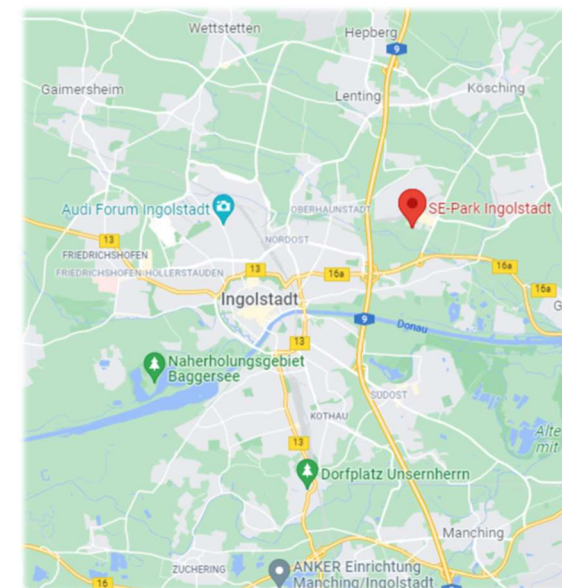 Wettstetten
Hepberg
9
Gaimersheim
Lenting
Kösching
Audi Forum Ingolstadt
OBERHAUNSTADT
SE-Park Ingolstadt
NORDOST
13
FRIEDRICHSHOFEN
FRIEDRICHSHOFEN-HOLLERSTAUDEN
13
16a
16a
16a
Ingolstadt
G
9
Donau
13
Naherholungsgebiet
Baggersee
SÜDOST
KOTHAU
Alte
mit
13
Dorfplatz Unsernherrn
Manching
ZUCHERING
ANKER Einrichtung
Manching/Ingolstadt
16